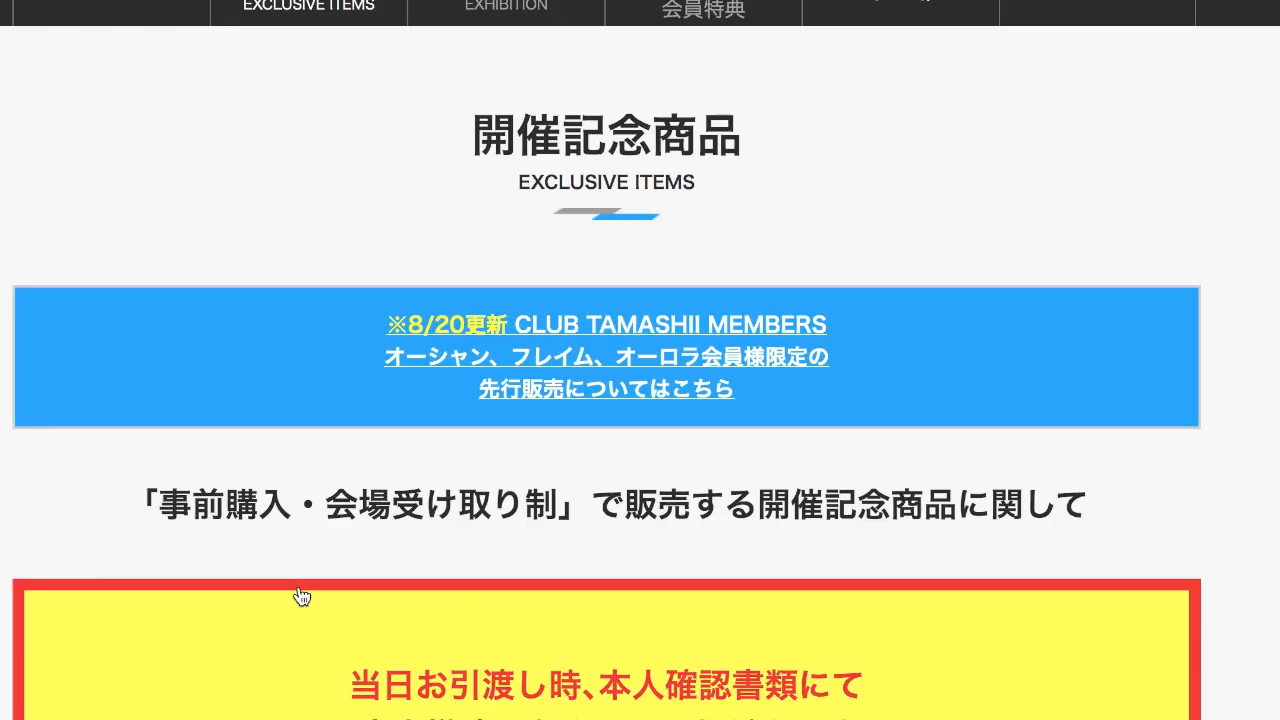 EXCLUSIVE ITEMS
EXHIBITION
会員特典
開催記念商品
EXCLUSIVE ITEMS
※8/20更新 CLUB TAMASHII MEMBERS
オーシャン、フレイム、オーロラ会員様限定の
先行販売についてはこちら
「事前購入・会場受け取り制」で販売する開催記念商品に関して
当日お引渡し時、本人確認書類にて